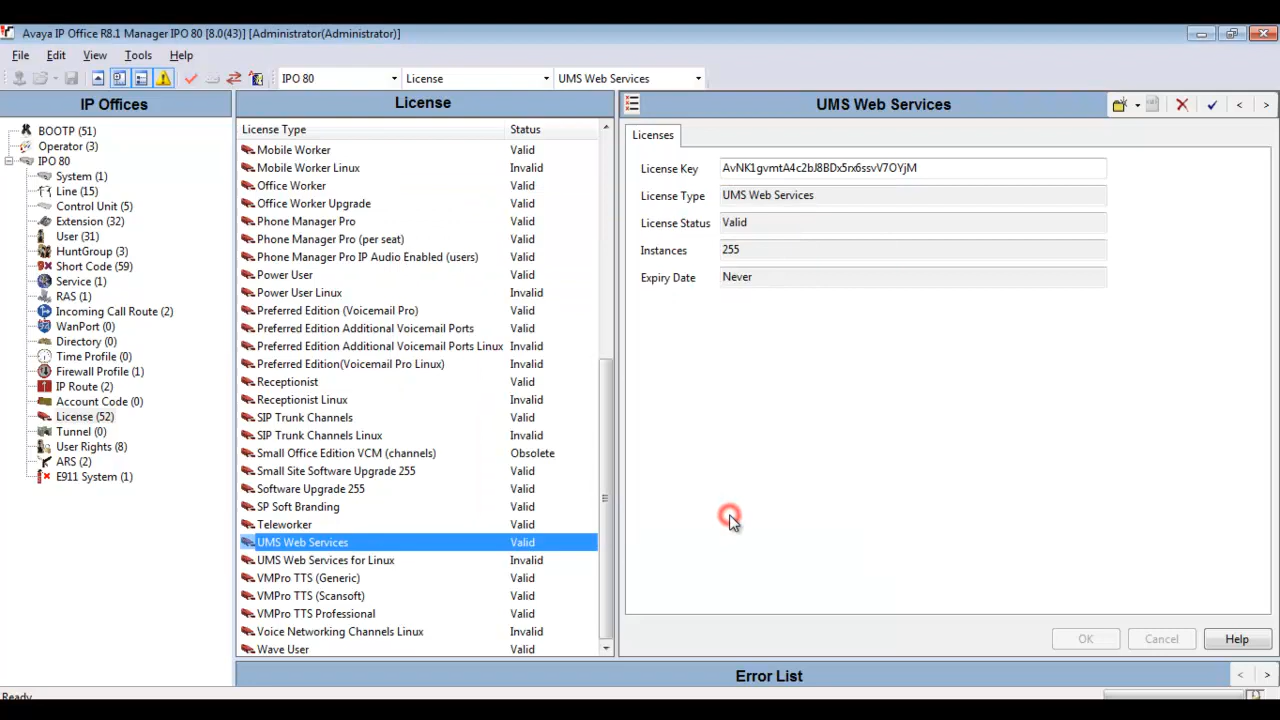 Avaya IP Office R8.1 Manager IPO 80 [8.0(43)] [Administrator(Administrator)]
File Edit View Tools Help
IPO 80 License UMS Web Services
IP Offices
BOOTP (51)
Operator (3)
IPO 80
System (1)
Line (15)
Control Unit (5)
Extension (32)
User (31)
HuntGroup (3)
Short Code (59)
Service (1)
RAS (1)
Incoming Call Route (2)
WanPort (0)
Directory (0)
Time Profile (0)
Firewall Profile (1)
IP Route (2)
Account Code (0)
License (52)
Tunnel (0)
User Rights (8)
ARS (2)
E911 System (1)
License
License Type Status
Mobile Worker Valid
Mobile Worker Linux Invalid
Office Worker Valid
Office Worker Upgrade Valid
Phone Manager Pro Valid
Phone Manager Pro (per seat) Valid
Phone Manager Pro IP Audio Enabled (users) Valid
Power User Valid
Power User Linux Invalid
Preferred Edition (Voicemail Pro) Valid
Preferred Edition Additional Voicemail Ports Valid
Preferred Edition Additional Voicemail Ports Linux Invalid
Preferred Edition(Voicemail Pro Linux) Invalid
Receptionist Valid
Receptionist Linux Invalid
SIP Trunk Channels Valid
SIP Trunk Channels Linux Invalid
Small Office Edition VCM (channels) Obsolete
Small Site Software Upgrade 255 Valid
Software Upgrade 255 Valid
SP Soft Branding Valid
Teleworker Valid
UMS Web Services Valid
UMS Web Services for Linux Invalid
VMPro TTS (Generic) Valid
VMPro TTS (Scansoft) Valid
VMPro TTS Professional Valid
Voice Networking Channels Linux Invalid
Wave User Valid
UMS Web Services
Licenses
License Key AvNK1gvmtA4c2bJ8BDx5rx6ssvV7OYjM
License Type UMS Web Services
License Status Valid
Instances 255
Expiry Date Never
OK Cancel Help
Error List
Ready